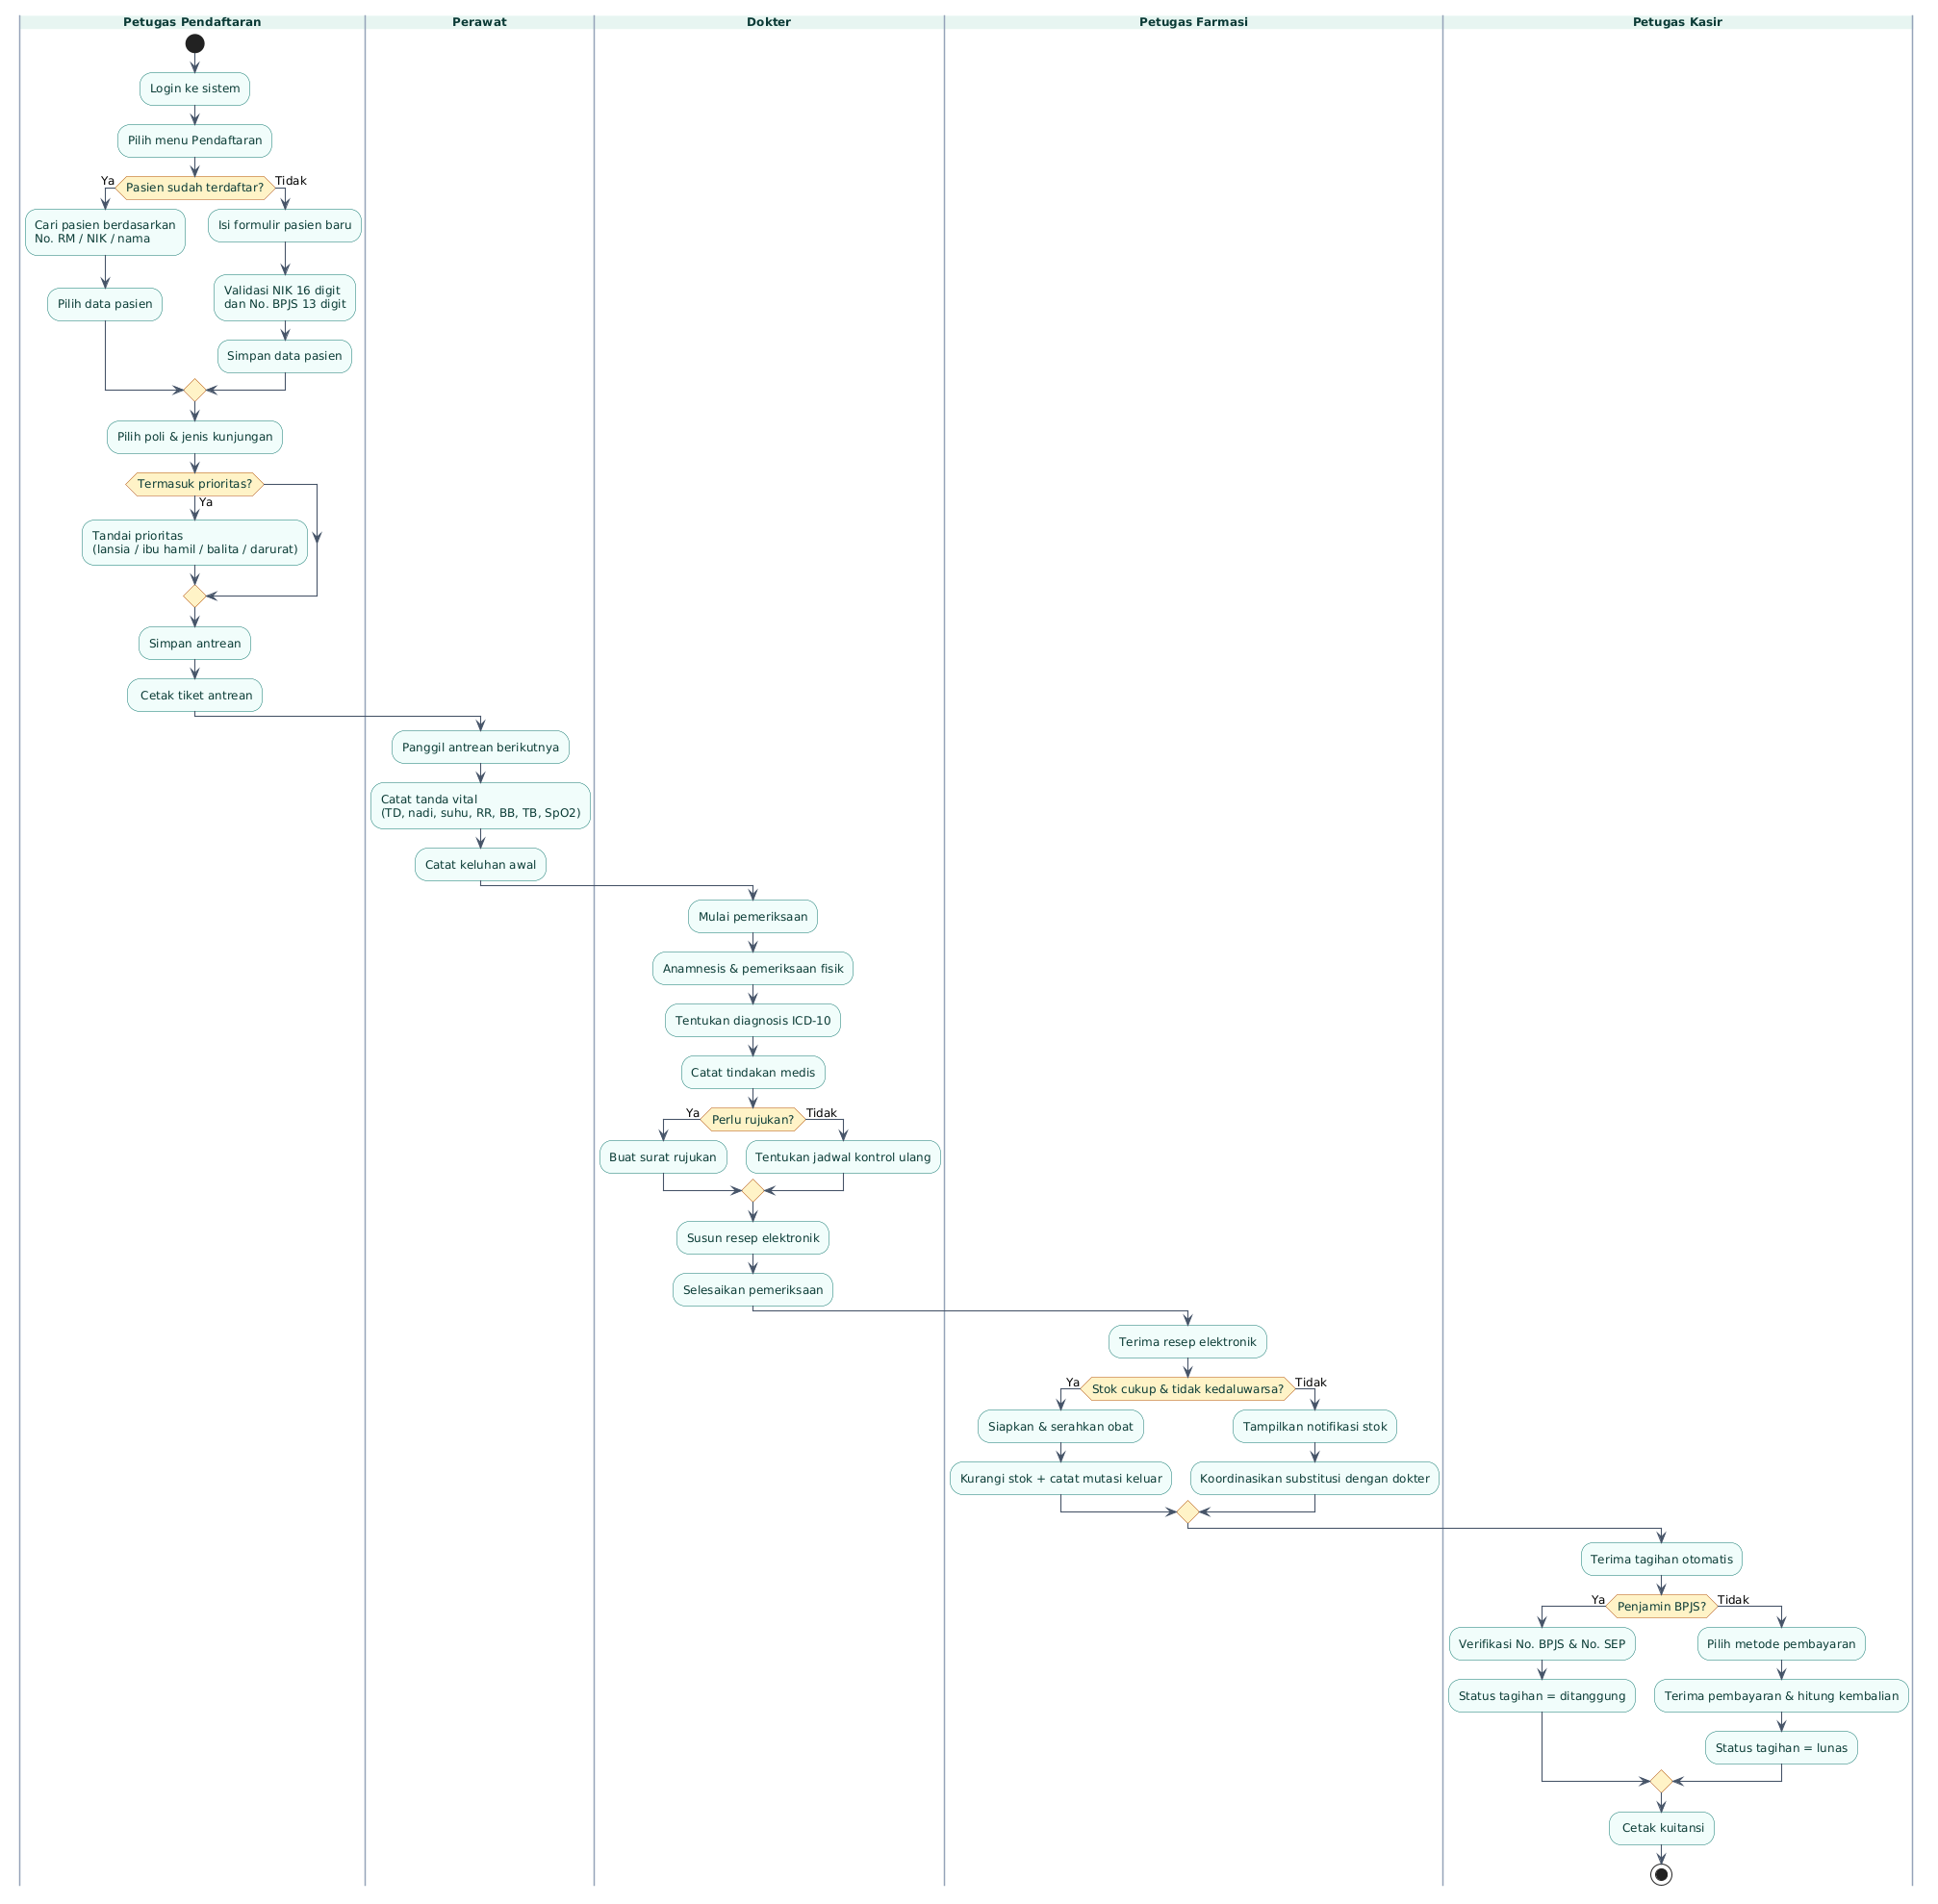 Petugas Pendaftaran
Perawat
Dokter
Petugas Farmasi
Petugas Kasir
Login ke sistem
Pilih menu Pendaftaran
Pasien sudah terdaftar?
Ya
Tidak
Cari pasien berdasarkan
No. RM / NIK / nama
Pilih data pasien
Isi formulir pasien baru
Validasi NIK 16 digit
dan No. BPJS 13 digit
Simpan data pasien
Pilih poli & jenis kunjungan
Termasuk prioritas?
Ya
Tandai prioritas
(lansia / ibu hamil / balita / darurat)
Simpan antrean
Cetak tiket antrean
Panggil antrean berikutnya
Catat tanda vital
(TD, nadi, suhu, RR, BB, TB, SpO2)
Catat keluhan awal
Mulai pemeriksaan
Anamnesis & pemeriksaan fisik
Tentukan diagnosis ICD-10
Catat tindakan medis
Perlu rujukan?
Ya
Tidak
Buat surat rujukan
Tentukan jadwal kontrol ulang
Susun resep elektronik
Selesaikan pemeriksaan
Terima resep elektronik
Stok cukup & tidak kedaluwarsa?
Ya
Tidak
Siapkan & serahkan obat
Kurangi stok + catat mutasi keluar
Tampilkan notifikasi stok
Koordinasikan substitusi dengan dokter
Terima tagihan otomatis
Penjamin BPJS?
Ya
Tidak
Verifikasi No. BPJS & No. SEP
Status tagihan = ditanggung
Pilih metode pembayaran
Terima pembayaran & hitung kembalian
Status tagihan = lunas
Cetak kuitansi